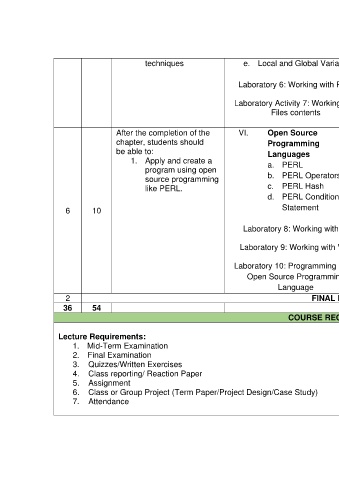 techniques
e. Local and Global Varia
Laboratory 6: Working with
Laboratory Activity 7: Working
Files contents
After the completion of the
chapter, students should
be able to:
1. Apply and create a
program using open
source programming
like PERL.
6
10
VI. Open Source
Programming
Languages
a. PERL
b. PERL Operators
c. PERL Hash
d. PERL Condition
Statement
Laboratory 8: Working with
Laboratory 9: Working with
Laboratory 10: Programming
Open Source Programmin
Language
2
FINAL
36 54
COURSE REQ
Lecture Requirements:
1. Mid-Term Examination
2. Final Examination
3. Quizzes/Written Exercises
4. Class reporting/ Reaction Paper
5. Assignment
6. Class or Group Project (Term Paper/Project Design/Case Study)
7. Attendance